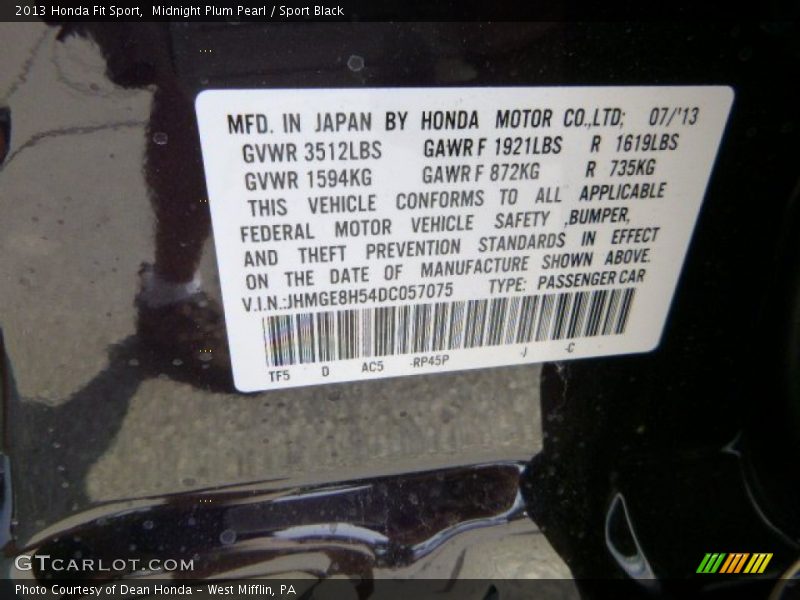 2013 Honda Fit Sport,  Midnight Plum Pearl / Sport Black
MFD. IN JAPAN BY HONDA MOTOR CO.,LTD; 07/'13
GVWR 3512LBS GAWR F 1921LBS R 1619LBS
GVWR 1594KG GAWR F 872KG R 735KG
THIS VEHICLE CONFORMS TO ALL APPLICABLE
FEDERAL MOTOR VEHICLE SAFETY ,BUMPER,
AND THEFT PREVENTION STANDARDS IN EFFECT
ON THE DATE OF MANUFACTURE SHOWN ABOVE.
V.I.N.:JHMGE8H54DC057075 TYPE: PASSENGER CAR
TF5 D AC5 -RP45P -J -C
GTCARLOT.COM
Photo Courtesy of Dean Honda - West Mifflin, PA